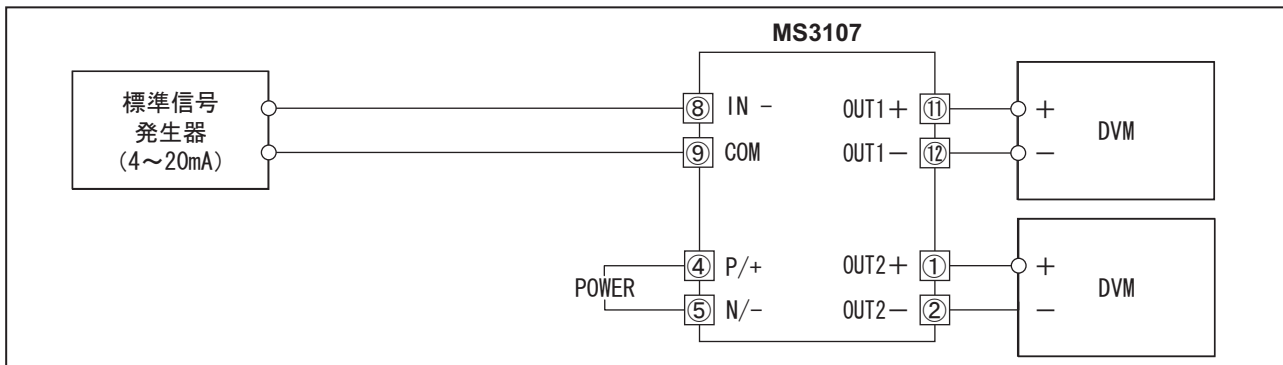 MS3107
標準信号
発生器
(4～20mA)
⑧ IN -
⑨ COM
OUT1＋ ⑪
OUT1－ ⑫
＋
－
DVM
POWER
④ P/+
⑤ N/-
OUT2＋ ①
OUT2－ ②
＋
－
DVM